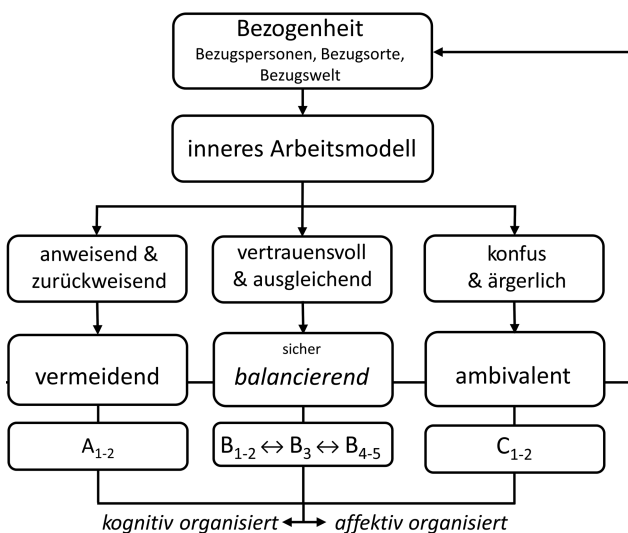 Bezogenheit
Bezugspersonen, Bezugsorte,
Bezugswelt
inneres Arbeitsmodell
anweisend &
zurückweisend
vertrauensvoll
& ausgleichend
konfus
& ärgerlich
vermeidend
sicher
balancierend
ambivalent
A1-2
B1-2 ↔ B3 ↔ B4-5
C1-2
kognitiv organisiert
affektiv organisiert